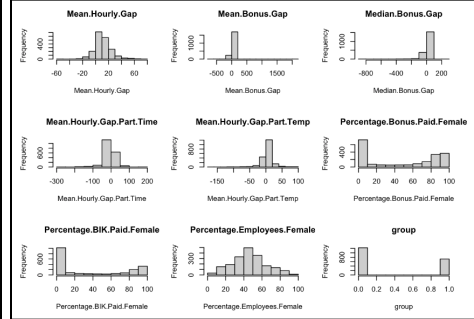 Mean.Hourly.Gap
Mean.Bonus.Gap
Median.Bonus.Gap
Frequency
0 400
-60 -20 0 20 60
Mean.Hourly.Gap
Frequency
0 1000
-500 0 500 1500
Mean.Bonus.Gap
Frequency
0 1000
-800 -400 0 200
Median.Bonus.Gap
Mean.Hourly.Gap.Part.Time
Mean.Hourly.Gap.Part.Temp
Percentage.Bonus.Paid.Female
Frequency
0 600
-300 -100 0 100 200
Mean.Hourly.Gap.Part.Time
Frequency
0 600
-150 -50 0 50 100
Mean.Hourly.Gap.Part.Temp
Frequency
0 400
0 20 40 60 80 100
Percentage.Bonus.Paid.Female
Percentage.BIK.Paid.Female
Percentage.Employees.Female
group
Frequency
0 600
0 20 40 60 80 100
Percentage.BIK.Paid.Female
Frequency
0 300
0 20 40 60 80 100
Percentage.Employees.Female
Frequency
0 800
0.0 0.2 0.4 0.6 0.8 1.0
group